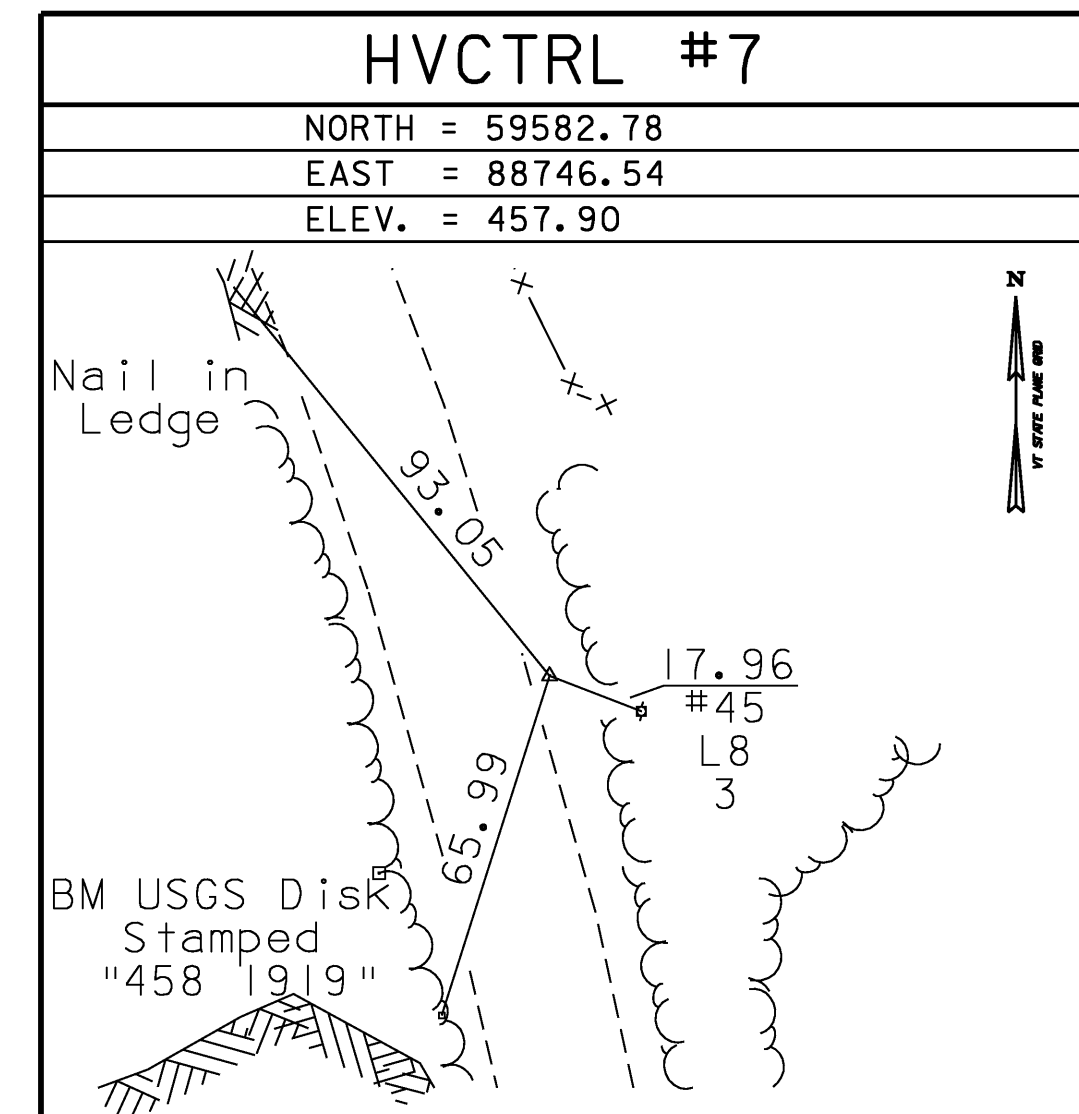 HVCTRL #7
NORTH = 59582.78
EAST = 88746.54
ELEV. = 457.90
N
VT STATE PLANE GRID
Nail in
Ledge
93.05
17.96
#45
L8
3
65.99
BM USGS Disk
Stamped
"458 1919"